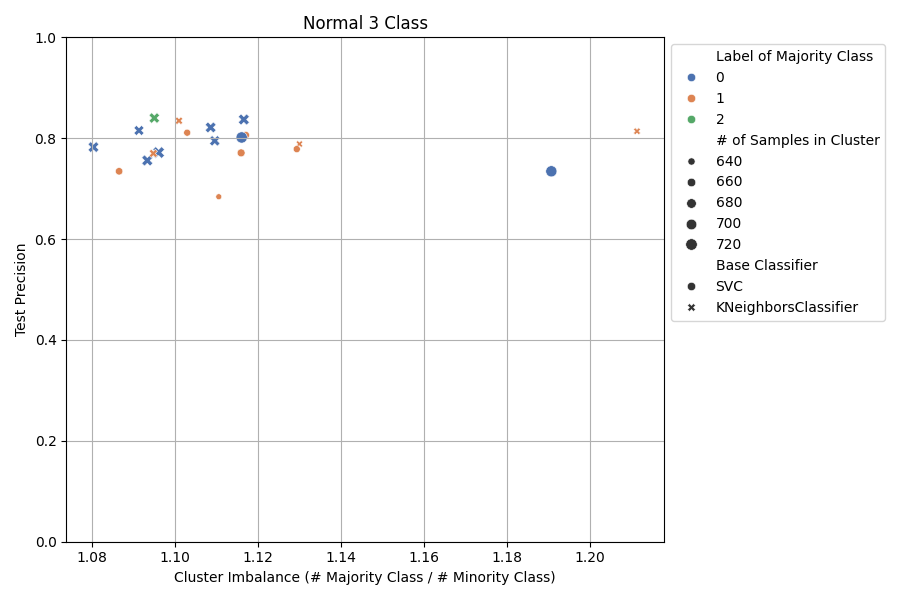 Normal 3 Class
1.0
0.8
0.6
0.4
0.2
0.0
Test Precision
1.08
1.10
1.12
1.14
1.16
1.18
1.20
Cluster Imbalance (# Majority Class / # Minority Class)
Label of Majority Class
0
1
2
# of Samples in Cluster
640
660
680
700
720
Base Classifier
SVC
KNeighborsClassifier